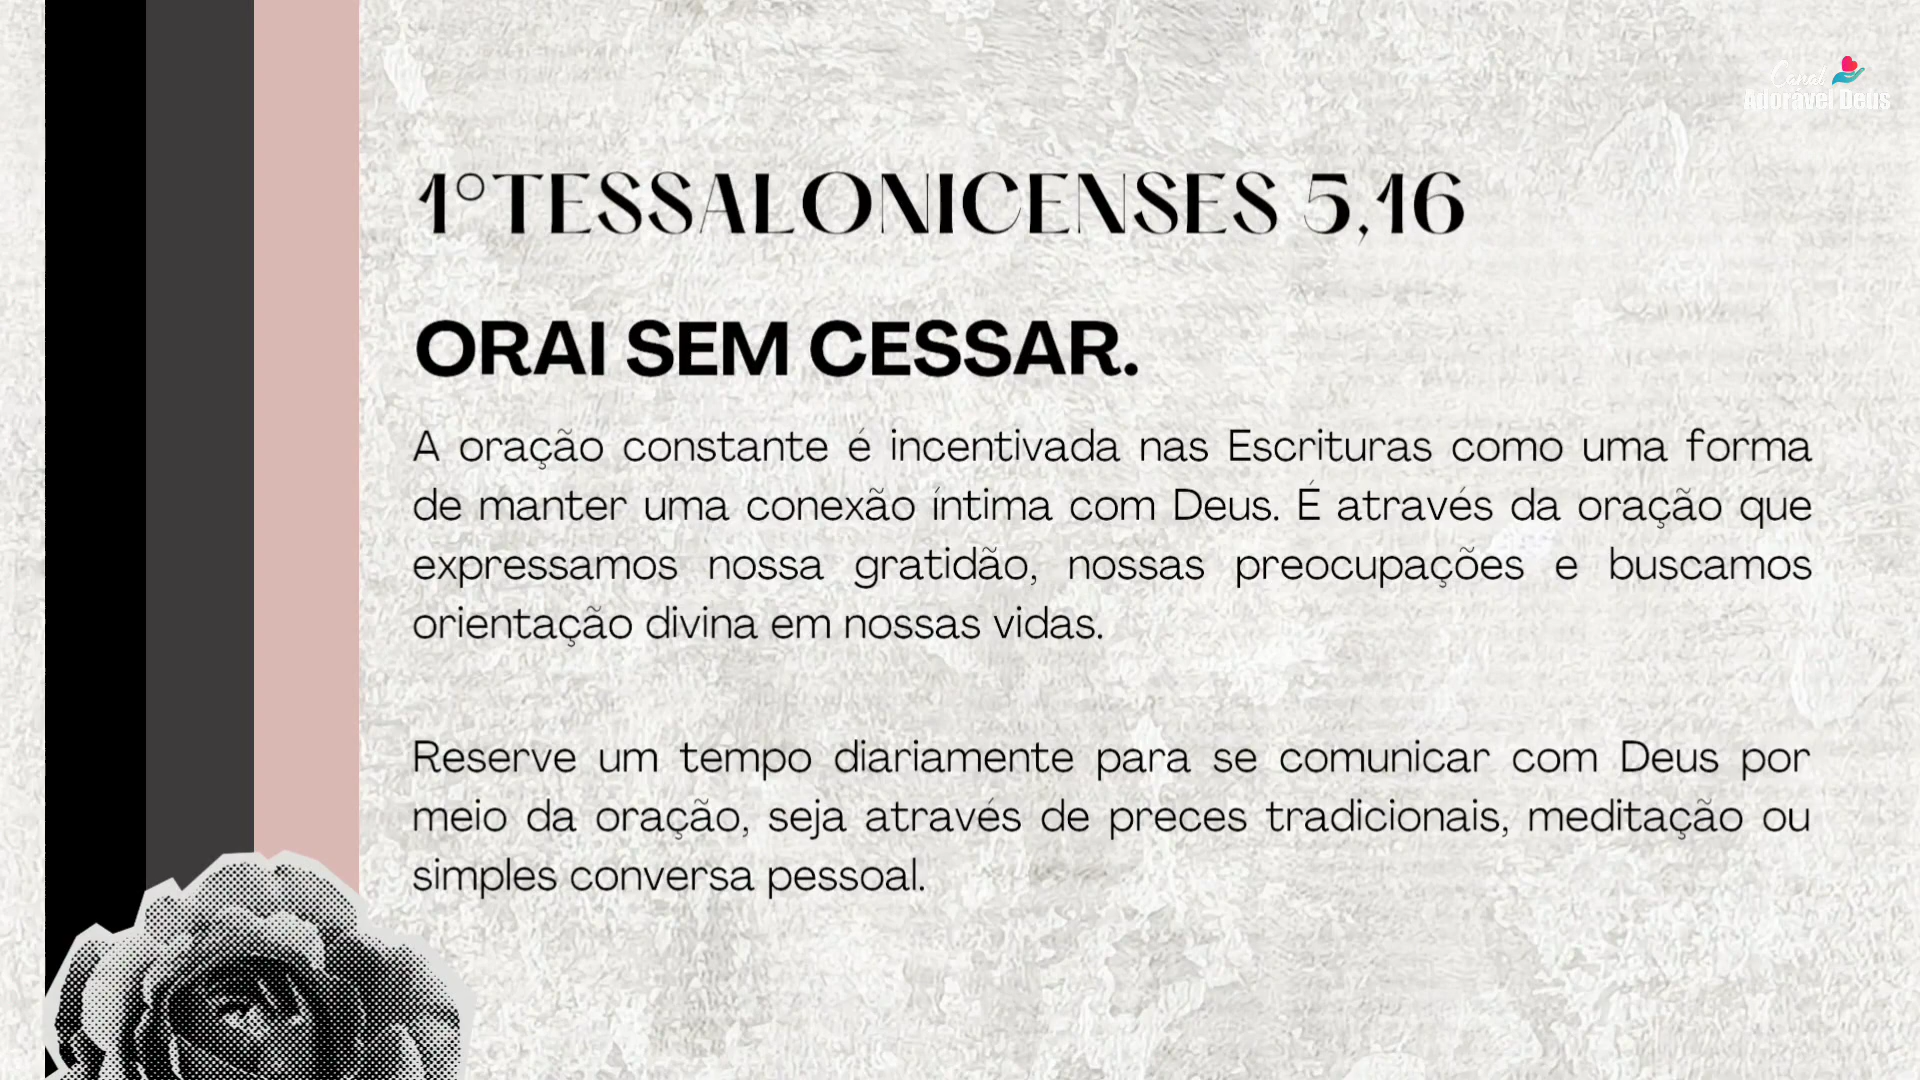 Canal
Adorável Deus
1°TESSALONICENSES 5,16
ORAI SEM CESSAR.
A oração constante é incentivada nas Escrituras como uma forma
de manter uma conexão íntima com Deus. É através da oração que
expressamos nossa gratidão, nossas preocupações e buscamos
orientação divina em nossas vidas.
Reserve um tempo diariamente para se comunicar com Deus por
meio da oração, seja através de preces tradicionais, meditação ou
simples conversa pessoal.